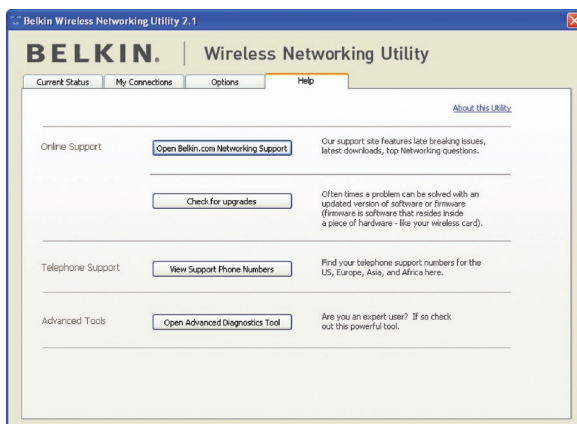 Belkin Wireless Networking Utility 2.1
BELKIN. | Wireless Networking Utility
Current Status My Connections Options Help
About this Utility
Online Support
Open Belkin.com Networking Support
Our support site features late breaking issues,
latest downloads, top Networking questions.
Check for upgrades
Often times a problem can be solved with an
updated version of software or firmware
(firmware is software that resides inside
a piece of hardware - like your wireless card).
Telephone Support
View Support Phone Numbers
Find your telephone support numbers for the
US, Europe, Asia, and Africa here.
Advanced Tools
Open Advanced Diagnostics Tool
Are you an expert user? If so check
out this powerful tool.